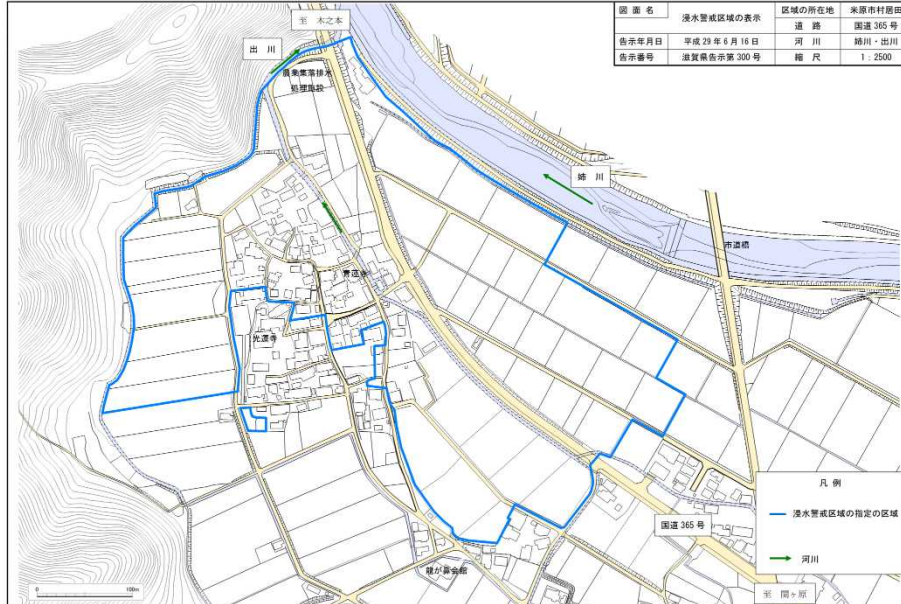 図面名
浸水警戒区域の表示
区域の所在地
米原市村居田
道路
国道365号
告示年月日
平成29年6月16日
河川
姉川・出川
告示番号
滋賀県告示第300号
縮尺
1:2500
至 木之本
出 川
農業集落排水
処理施設
姉 川
市道橋
青蓮寺
光蓮寺
凡 例
浸水警戒区域の指定の区域
国道365号
河川
龍が鼻会館
至 関ヶ原
0
100m